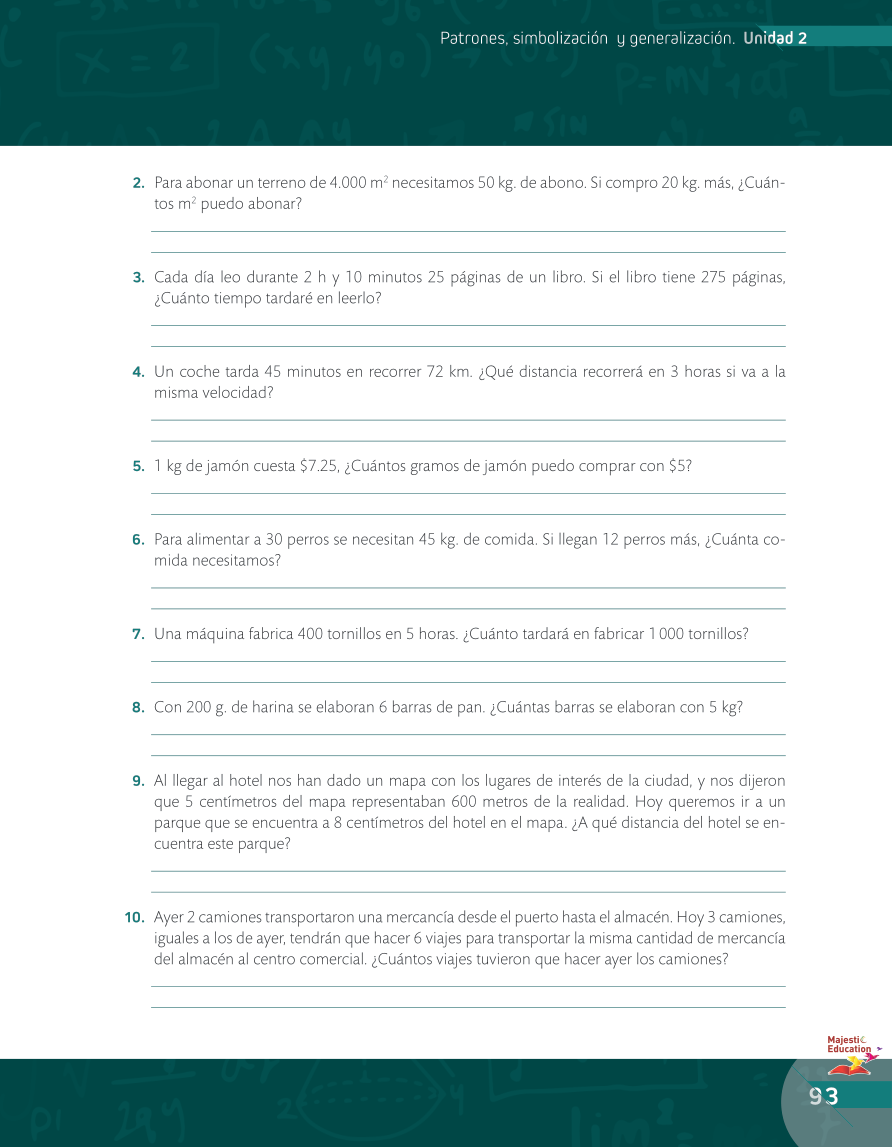 Patrones, simbolización y generalización. Unidad 2
2. Para abonar un terreno de 4.000 m² necesitamos 50 kg. de abono. Si compro 20 kg. más, ¿Cuán-
tos m² puedo abonar?
3. Cada día leo durante 2 h y 10 minutos 25 páginas de un libro. Si el libro tiene 275 páginas,
¿Cuánto tiempo tardaré en leerlo?
4. Un coche tarda 45 minutos en recorrer 72 km. ¿Qué distancia recorrerá en 3 horas si va a la
misma velocidad?
5. 1 kg de jamón cuesta $7.25, ¿Cuántos gramos de jamón puedo comprar con $5?
6. Para alimentar a 30 perros se necesitan 45 kg. de comida. Si llegan 12 perros más, ¿Cuánta co-
mida necesitamos?
7. Una máquina fabrica 400 tornillos en 5 horas. ¿Cuánto tardará en fabricar 1 000 tornillos?
8. Con 200 g. de harina se elaboran 6 barras de pan. ¿Cuántas barras se elaboran con 5 kg?
9. Al llegar al hotel nos han dado un mapa con los lugares de interés de la ciudad, y nos dijeron
que 5 centímetros del mapa representaban 600 metros de la realidad. Hoy queremos ir a un
parque que se encuentra a 8 centímetros del hotel en el mapa. ¿A qué distancia del hotel se en-
cuentra este parque?
10. Ayer 2 camiones transportaron una mercancía desde el puerto hasta el almacén. Hoy 3 camiones,
iguales a los de ayer, tendrán que hacer 6 viajes para transportar la misma cantidad de mercancía
del almacén al centro comercial. ¿Cuántos viajes tuvieron que hacer ayer los camiones?
Majestic
Education
93